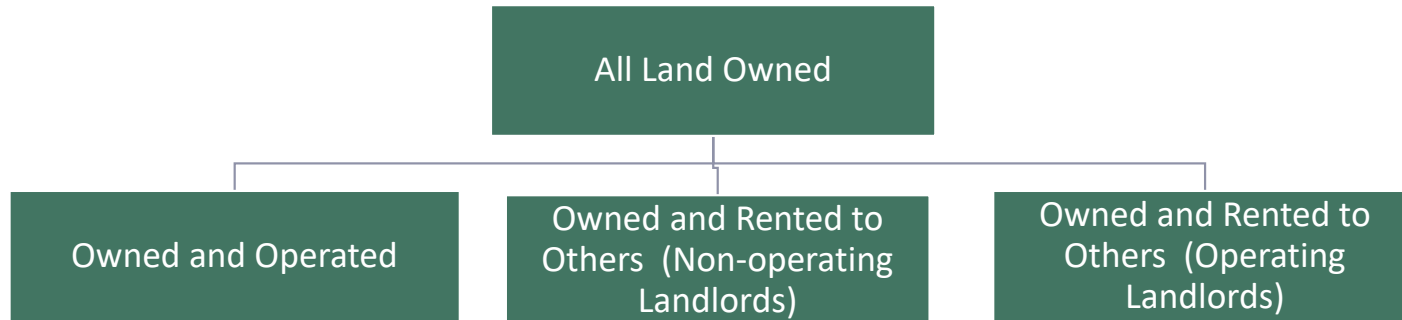 All Land Owned
Owned and Operated
Owned and Rented to
Others  (Non-operating
Landlords)
Owned and Rented to
Others  (Operating
Landlords)